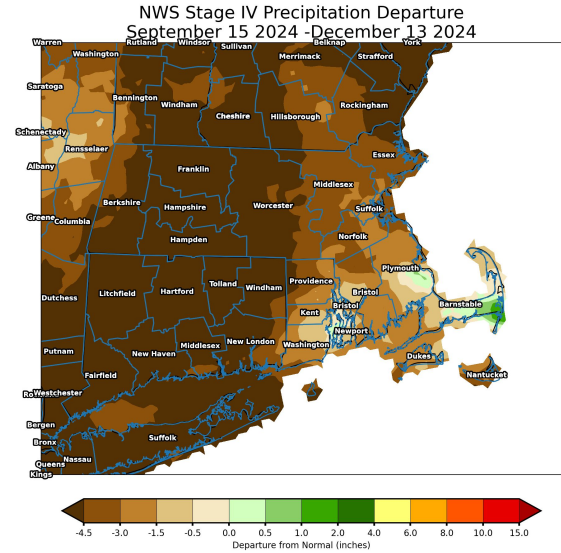 NWS Stage IV Precipitation Departure
September 15 2024 -December 13 2024
Warren
Rutland
Windsor
Sullivan
Belknap
York
Washington
Merrimack
Strafford
Saratoga
Bennington
Windham
Rockingham
Cheshire
Hillsborough
Schenectady
Rensselaer
Essex
Albany
Franklin
Middlesex
Berkshire
Hampshire
Worcester
Suffolk
Greene
Columbia
Norfolk
Hampden
Plymouth
Providence
Tolland
Windham
Dutchess
Litchfield
Hartford
Bristol
Bristol
Barnstable
Kent
Newport
Putnam
New Haven
Middlesex
New London
Washington
Dukes
Fairfield
Nantucket
Westchester
Bergen
Suffolk
Bronx
Nassau
Queens
Kings
-4.5 -3.0 -1.5 -0.5 0.0 0.5 1.0 2.0 4.0 6.0 8.0 10.0 15.0
Departure from Normal (inches)